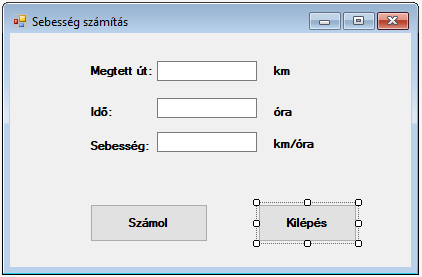 Sebesség számítás
Megtett út: km
Idő: óra
Sebesség: km/óra
Számol Kilépés